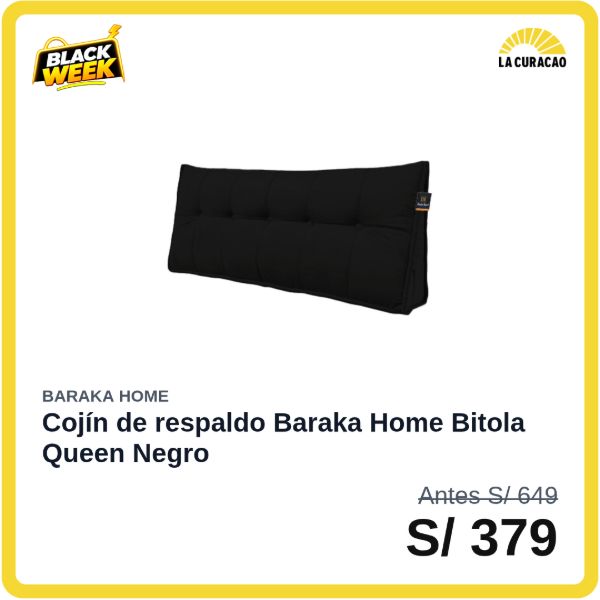 BLACK
WEEK
LA CURACAO
BARAKA HOME
Cojín de respaldo Baraka Home Bitola
Queen Negro
Antes S/ 649
S/ 379